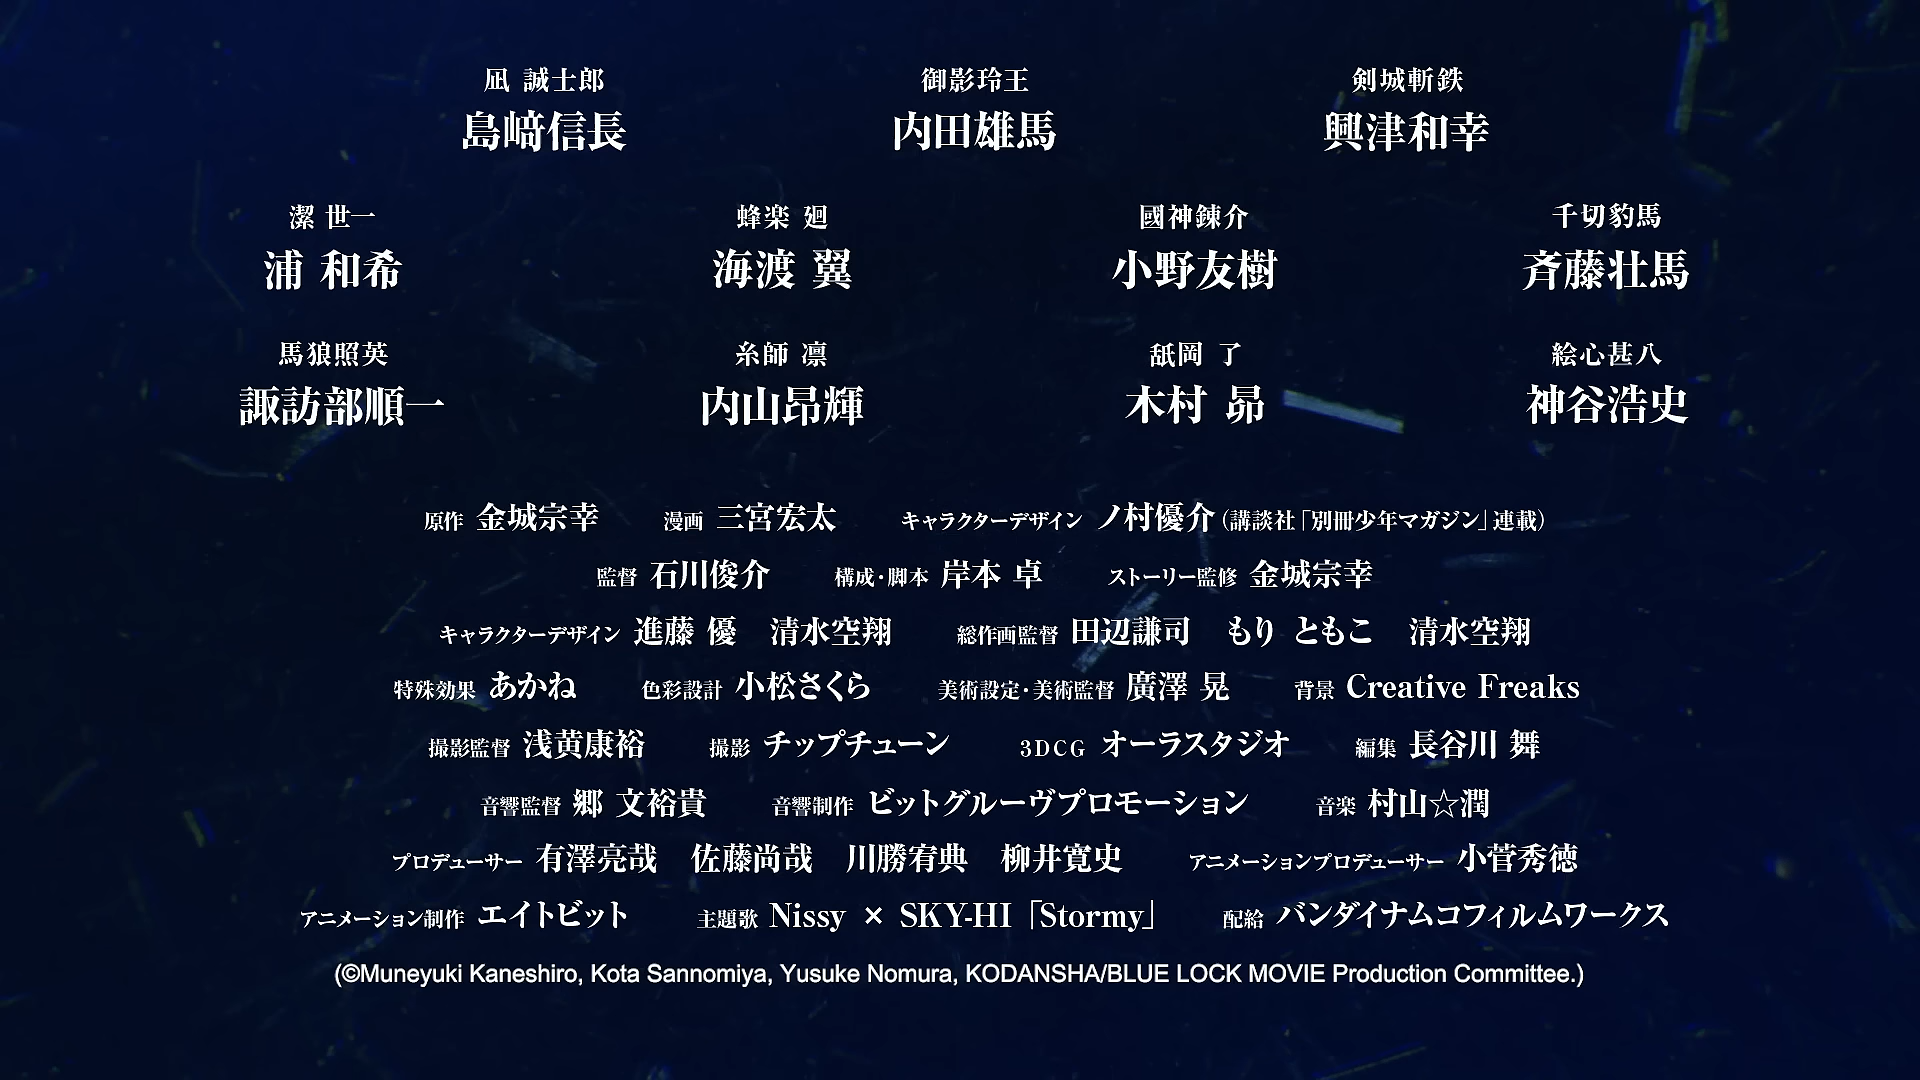 凪 誠士郎 御影玲王 剣城斬鉄
島﨑信長 内田雄馬 興津和幸
潔 世一 蜂楽 廻 國神錬介 千切豹馬
浦 和希 海渡 翼 小野友樹 斉藤壮馬
馬狼照英 糸師 凛 舐岡 了 絵心甚八
諏訪部順一 内山昂輝 木村 昴 神谷浩史
原作 金城宗幸 漫画 三宮宏太 キャラクターデザイン ノ村優介(講談社「別冊少年マガジン」連載)
監督 石川俊介 構成・脚本 岸本 卓 ストーリー監修 金城宗幸
キャラクターデザイン 進藤 優 清水空翔 総作画監督 田辺謙司 もり ともこ 清水空翔
特殊効果 あかね 色彩設計 小松さくら 美術設定・美術監督 廣澤 晃 背景 Creative Freaks
撮影監督 浅黄康裕 撮影 チップチューン 3DCG オーラスタジオ 編集 長谷川 舞
音響監督 郷 文裕貴 音響制作 ビットグルーヴプロモーション 音楽 村山☆潤
プロデューサー 有澤亮哉 佐藤尚哉 川勝宥典 柳井寛史 アニメーションプロデューサー 小菅秀徳
アニメーション制作 エイトビット 主題歌 Nissy × SKY-HI「Stormy」 配給 バンダイナムコフィルムワークス
(©Muneyuki Kaneshiro, Kota Sannomiya, Yusuke Nomura, KODANSHA/BLUE LOCK MOVIE Production Committee.)